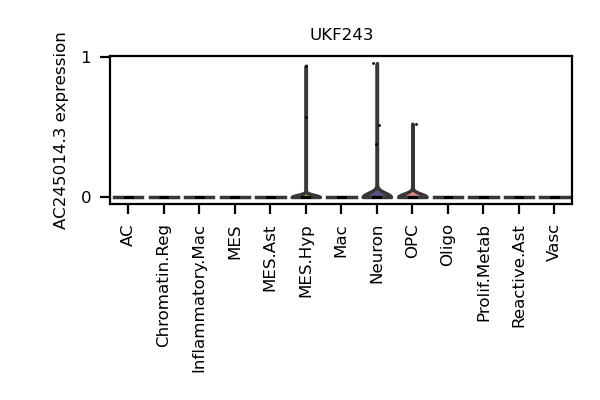 UKF243
AC245014.3 expression
1
0
AC
Chromatin.Reg
Inflammatory.Mac
MES
MES.Ast
MES.Hyp
Mac
Neuron
OPC
Oligo
Prolif.Metab
Reactive.Ast
Vasc